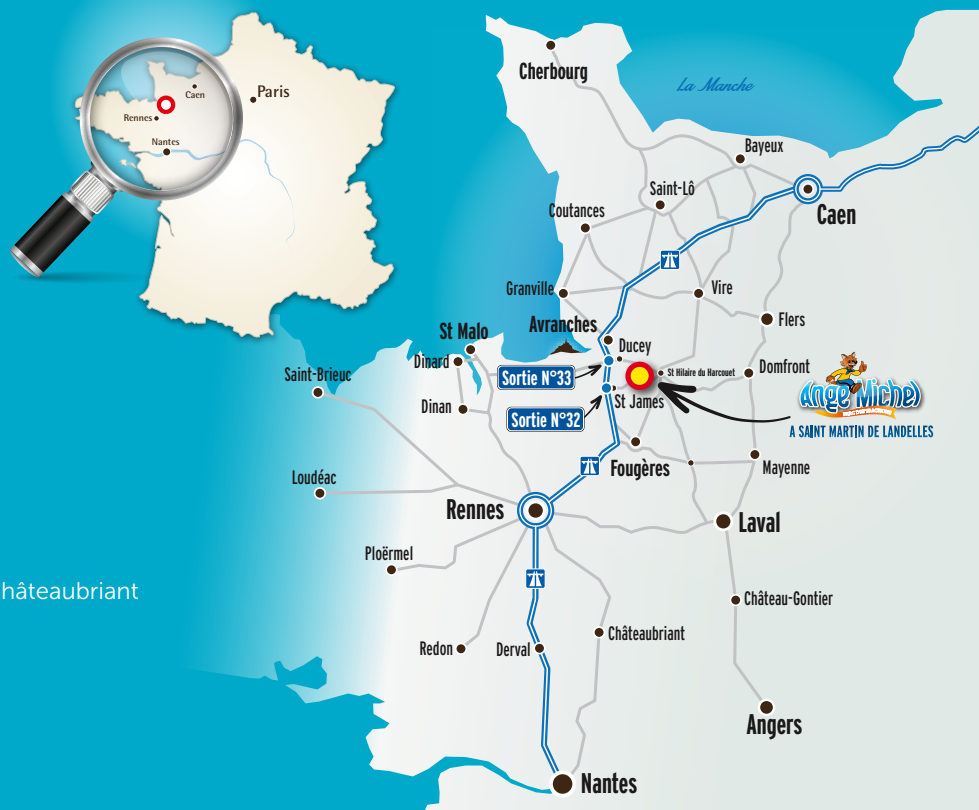 Paris
Caen
Rennes
Nantes
Cherbourg
La Manche
Bayeux
Saint-Lô
Caen
Coutances
Granville
Vire
Avranches
Flers
St Malo
Ducey
Dinard
St Hilaire du Harcouet
Domfront
Saint-Brieuc
Sortie N°33
Ange Michel
St James
Dinan
Sortie N°32
A SAINT MARTIN DE LANDELLES
Fougères
Mayenne
Loudéac
Rennes
Laval
Ploërmel
hâteaubriant
Château-Gontier
Châteaubriant
Redon
Derval
Angers
Nantes